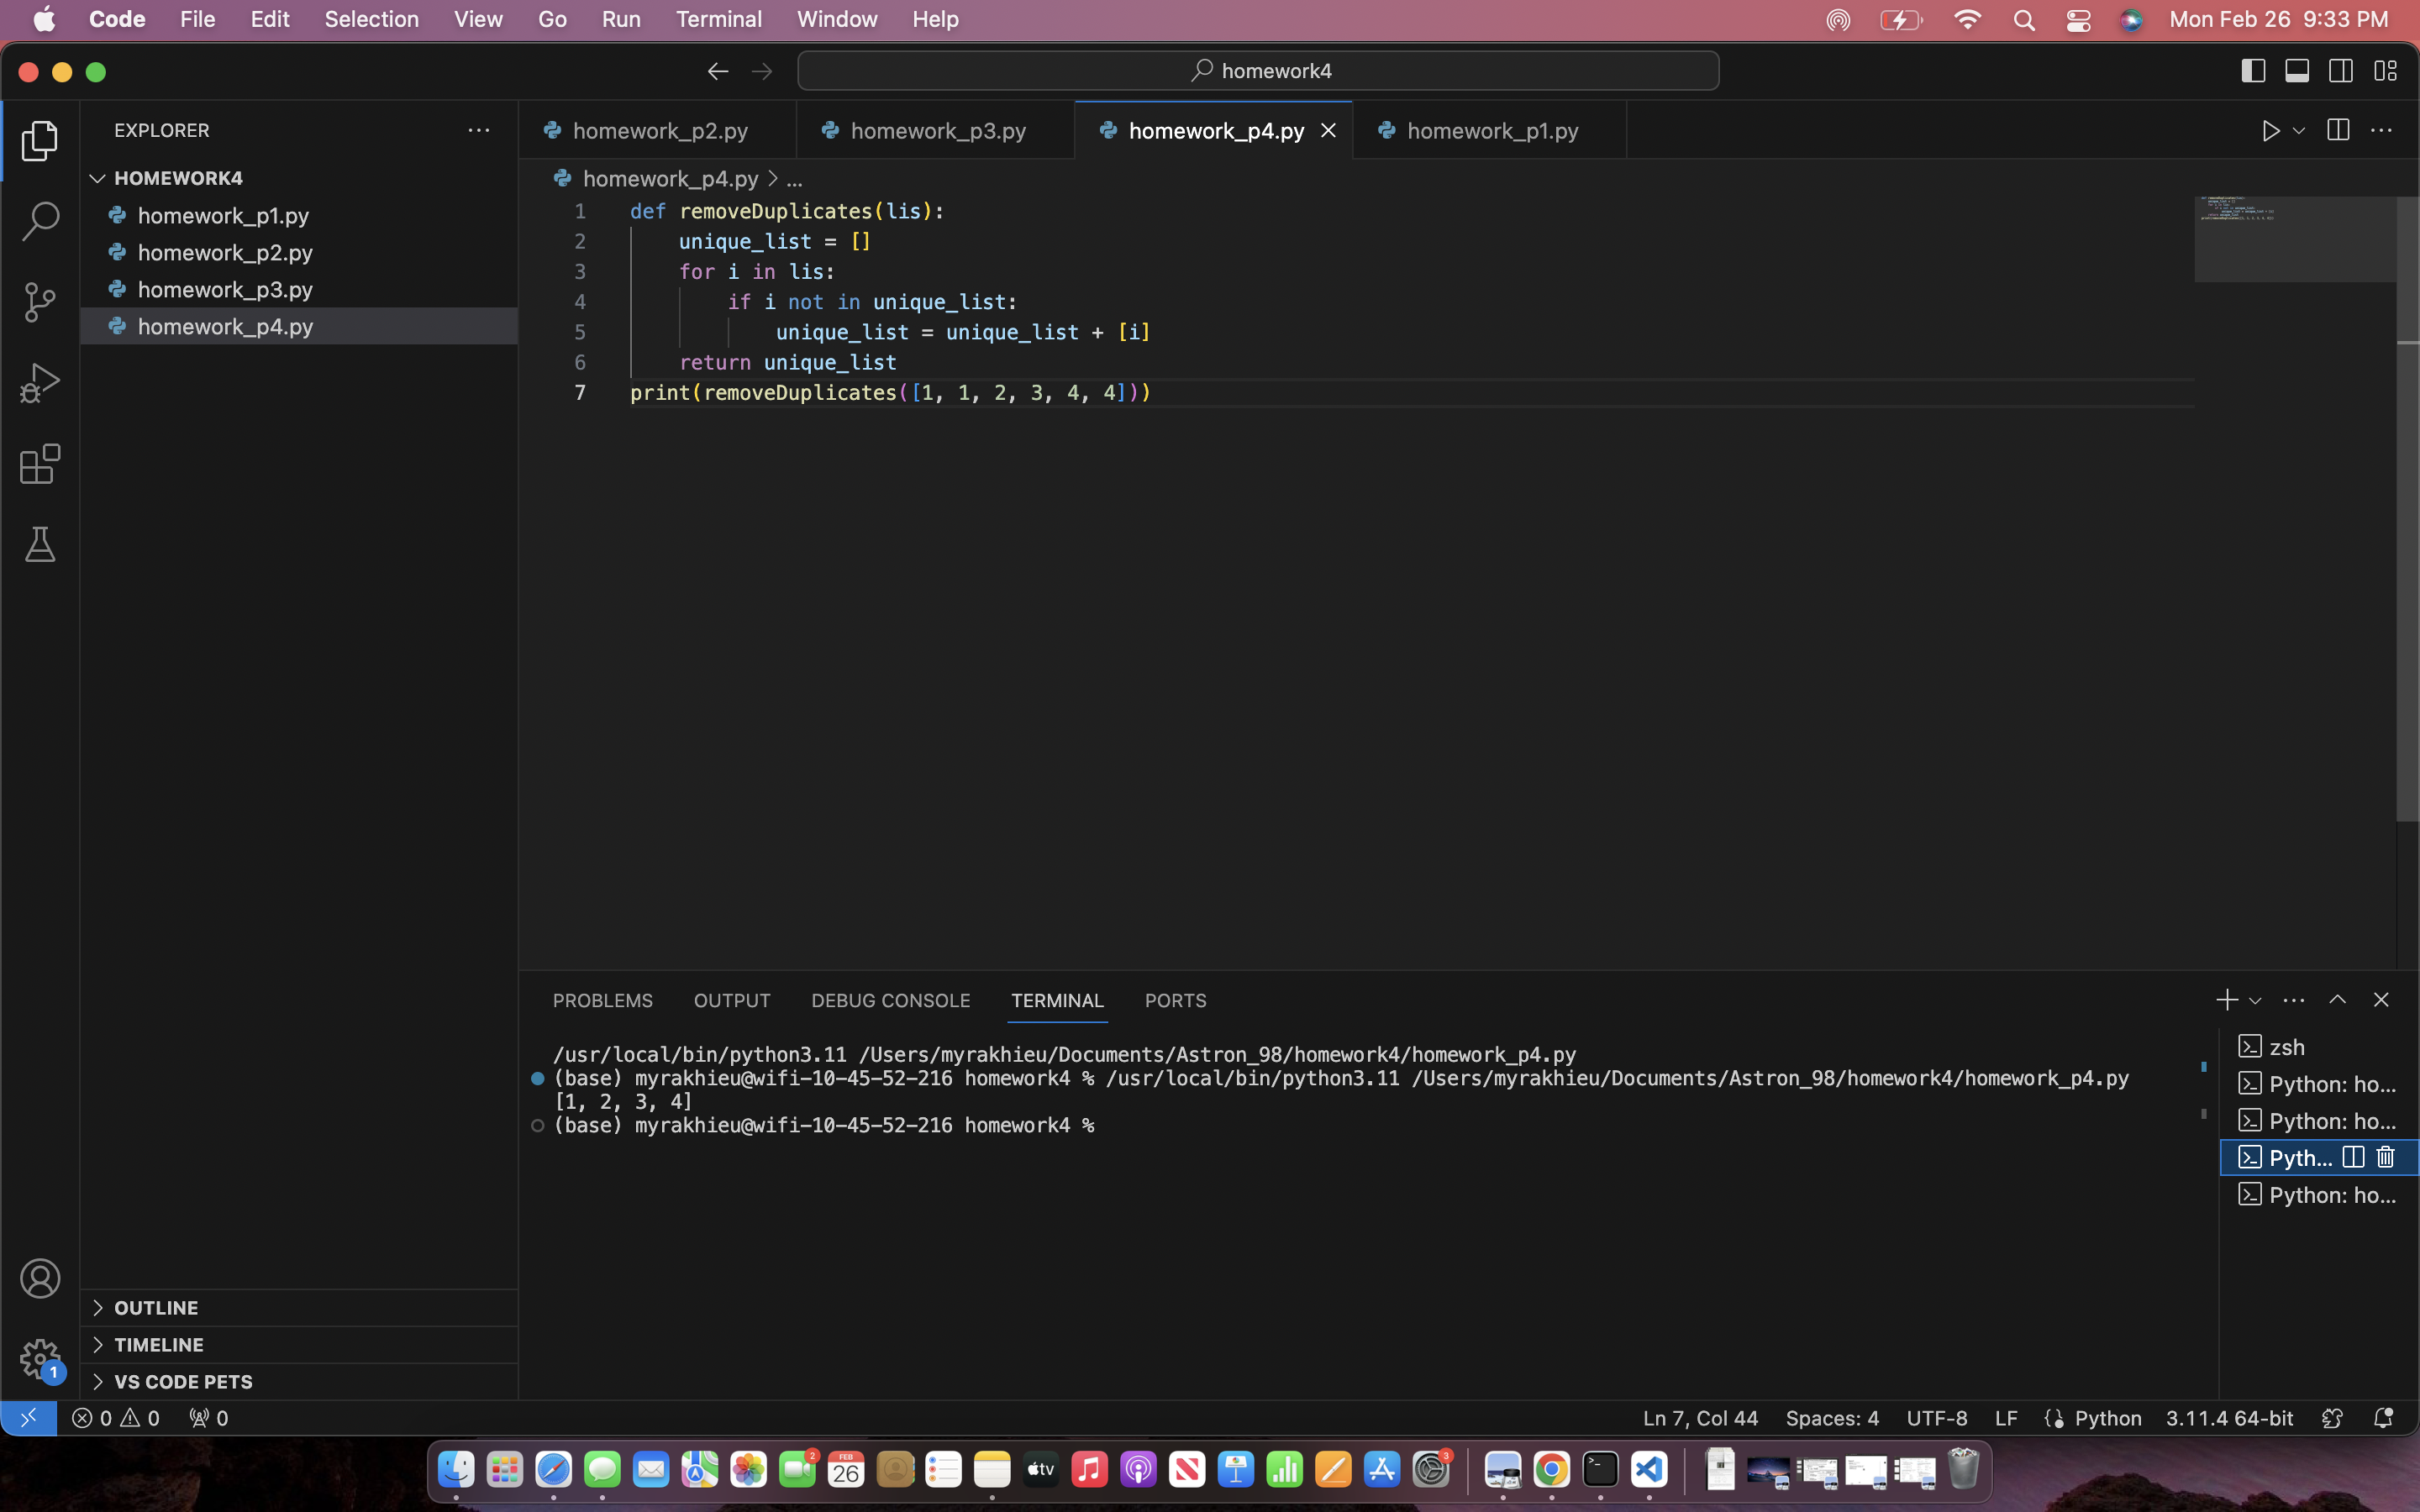 Code File Edit Selection View Go Run Terminal Window Help Mon Feb 26 9:33 PM
homework4
EXPLORER
homework_p2.py homework_p3.py homework_p4.py homework_p1.py
HOMEWORK4
homework_p1.py
homework_p2.py
homework_p3.py
homework_p4.py
homework_p4.py > ...
1 def removeDuplicates(lis):
2 unique_list = []
3 for i in lis:
4 if i not in unique_list:
5 unique_list = unique_list + [i]
6 return unique_list
7 print(removeDuplicates([1, 1, 2, 3, 4, 4]))
PROBLEMS OUTPUT DEBUG CONSOLE TERMINAL PORTS
/usr/local/bin/python3.11 /Users/myrakhieu/Documents/Astron_98/homework4/homework_p4.py
(base) myrakhieu@wifi-10-45-52-216 homework4 % /usr/local/bin/python3.11 /Users/myrakhieu/Documents/Astron_98/homework4/homework_p4.py
[1, 2, 3, 4]
(base) myrakhieu@wifi-10-45-52-216 homework4 %
zsh
Python: ho...
Python: ho...
Pyth...
Python: ho...
OUTLINE
TIMELINE
VS CODE PETS
1
0 0 0 Ln 7, Col 44 Spaces: 4 UTF-8 LF Python 3.11.4 64-bit
2 FEB 26 tv 3